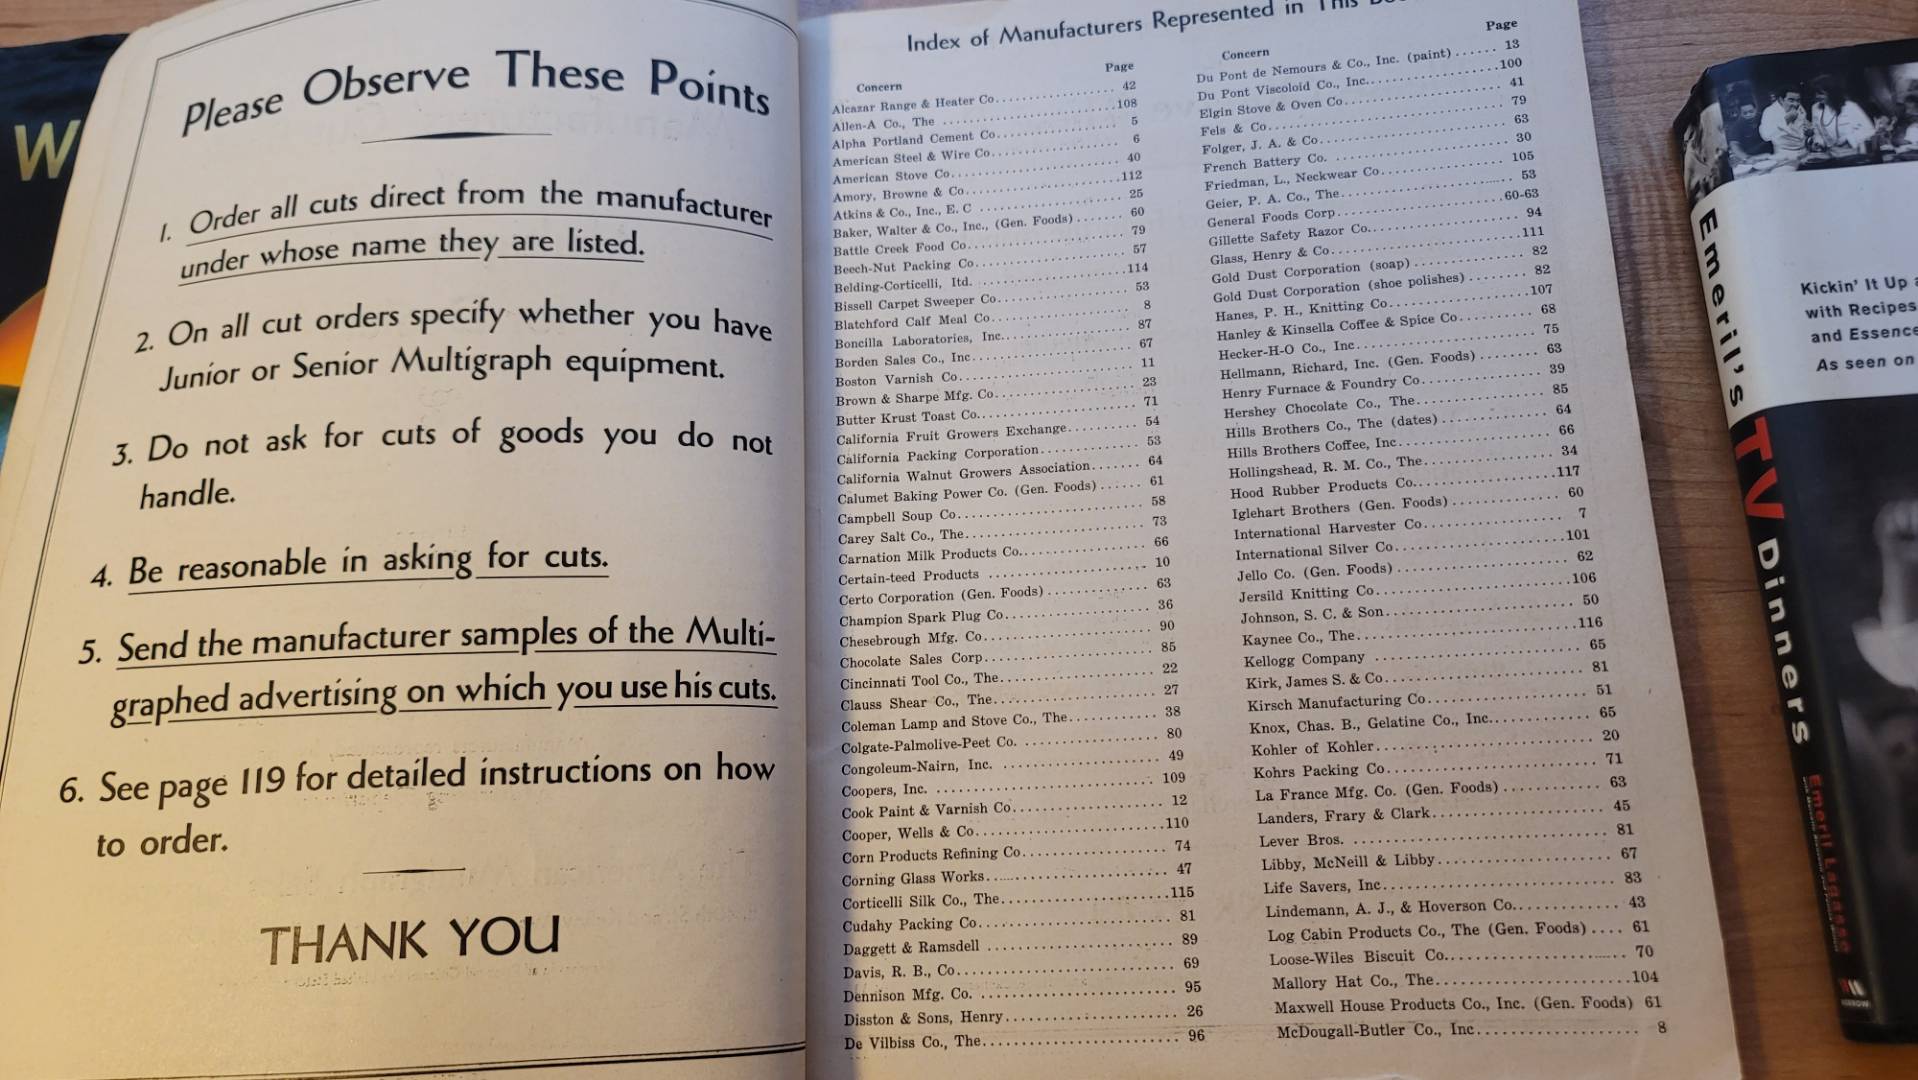 W
Please Observe These Points
1. Order all cuts direct from the manufacturer
under whose name they are listed.
2. On all cut orders specify whether you have
Junior or Senior Multigraph equipment.
3. Do not ask for cuts of goods you do not
handle.
4. Be reasonable in asking for cuts.
5. Send the manufacturer samples of the Multi-
graphed advertising on which you use his cuts.
6. See page 119 for detailed instructions on how
to order.
THANK YOU
Index of Manufacturers Represented in This
Concern Page
Alcazar Range & Heater Co. 42
Allen-A Co., The 108
Alpha Portland Cement Co. 5
American Steel & Wire Co. 6
American Stove Co. 40
Amory, Browne & Co. 112
Atkins & Co., Inc., E. C 25
Baker, Walter & Co., Inc., (Gen. Foods) 60
Battle Creek Food Co. 79
Beech-Nut Packing Co. 57
Belding-Corticelli, ltd. 114
Bissell Carpet Sweeper Co. 53
Blatchford Calf Meal Co. 8
Boncilla Laboratories, Inc. 87
Borden Sales Co., Inc. 67
Boston Varnish Co. 11
Brown & Sharpe Mfg. Co. 23
Butter Krust Toast Co. 71
California Fruit Growers Exchange 54
California Packing Corporation 53
California Walnut Growers Association 64
Calumet Baking Power Co. (Gen. Foods) 61
Campbell Soup Co. 58
Carey Salt Co., The 73
Carnation Milk Products Co. 66
Certain-teed Products 10
Certo Corporation (Gen. Foods) 63
Champion Spark Plug Co. 36
Chesebrough Mfg. Co. 90
Chocolate Sales Corp. 85
Cincinnati Tool Co., The 22
Clauss Shear Co., The 27
Coleman Lamp and Stove Co., The 38
Colgate-Palmolive-Peet Co. 80
Congoleum-Nairn, Inc. 49
Coopers, Inc. 109
Cook Paint & Varnish Co. 12
Cooper, Wells & Co. 110
Corn Products Refining Co. 74
Corning Glass Works 47
Corticelli Silk Co., The 115
Cudahy Packing Co. 81
Daggett & Ramsdell 89
Davis, R. B., Co. 69
Dennison Mfg. Co. 95
Disston & Sons, Henry 26
De Vilbiss Co., The 96
Concern Page
Du Pont de Nemours & Co., Inc. (paint) 13
Du Pont Viscoloid Co., Inc. 100
Elgin Stove & Oven Co. 41
Fels & Co. 79
Folger, J. A. & Co. 63
French Battery Co. 30
Friedman, L., Neckwear Co. 105
Geier, P. A. Co., The 53
General Foods Corp. 60-63
Gillette Safety Razor Co. 94
Glass, Henry & Co. 111
Gold Dust Corporation (soap) 82
Gold Dust Corporation (shoe polishes) 82
Hanes, P. H., Knitting Co. 107
Hanley & Kinsella Coffee & Spice Co. 68
Hecker-H-O Co., Inc. 75
Hellmann, Richard, Inc. (Gen. Foods) 63
Henry Furnace & Foundry Co. 39
Hershey Chocolate Co., The 85
Hills Brothers Co., The (dates) 64
Hills Brothers Coffee, Inc. 66
Hollingshead, R. M. Co., The 34
Hood Rubber Products Co. 117
Iglehart Brothers (Gen. Foods) 60
International Harvester Co. 7
International Silver Co. 101
Jello Co. (Gen. Foods) 62
Jersild Knitting Co. 106
Johnson, S. C. & Son 50
Kaynee Co., The 116
Kellogg Company 65
Kirk, James S. & Co. 81
Kirsch Manufacturing Co. 51
Knox, Chas. B., Gelatine Co., Inc. 65
Kohler of Kohler 20
Kohrs Packing Co. 71
La France Mfg. Co. (Gen. Foods) 63
Landers, Frary & Clark 45
Lever Bros. 81
Libby, McNeill & Libby 67
Life Savers, Inc. 83
Lindemann, A. J., & Hoverson Co. 43
Log Cabin Products Co., The (Gen. Foods) 61
Loose-Wiles Biscuit Co. 70
Mallory Hat Co., The 104
Maxwell House Products Co., Inc. (Gen. Foods) 61
McDougall-Butler Co., Inc. 8
Emeril's TV Dinners
Emeril Lagasse
MORROW
Kickin' It Up
with Recipes
and Essence
As seen on